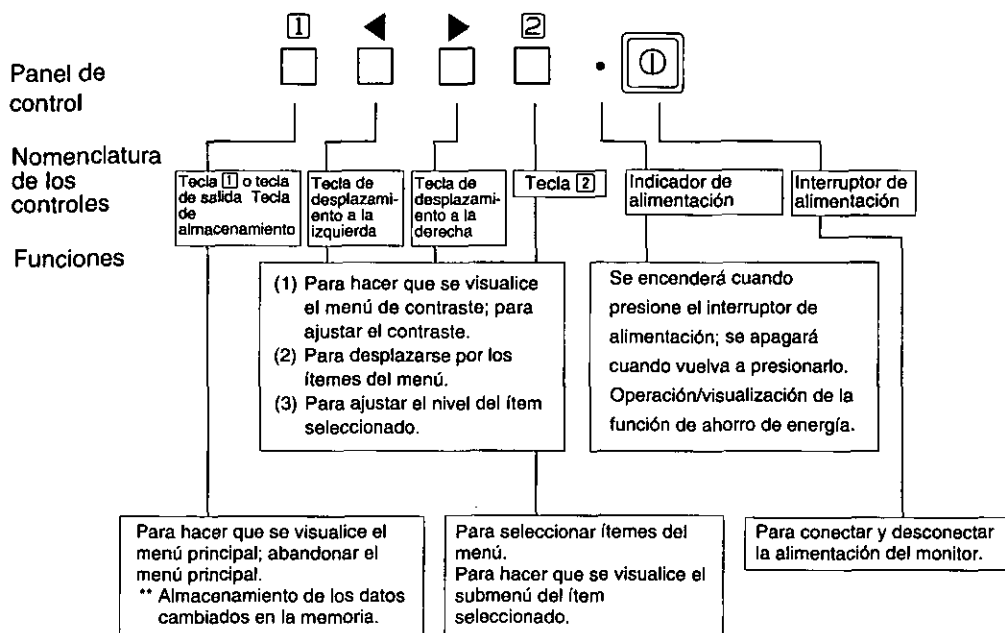 1 ◀ ▶ 2
Panel de
control
Nomenclatura
de los
controles
Tecla 1 o tecla
de salida Tecla
de
almacenamiento
Tecla de
desplazami-
ento a la
izquierda
Tecla de
desplazami-
ento a la
derecha
Tecla 2
Indicador de
alimentación
Interruptor de
alimentación
Funciones
(1) Para hacer que se visualice
el menú de contraste; para
ajustar el contraste.
(2) Para desplazarse por los
ítemes del menú.
(3) Para ajustar el nivel del ítem
seleccionado.
Se encenderá cuando
presione el interruptor de
alimentación; se apagará
cuando vuelva a presionarlo.
Operación/visualización de la
función de ahorro de energía.
Para hacer que se visualice el
menú principal; abandonar el
menú principal.
** Almacenamiento de los datos
cambiados en la memoria.
Para seleccionar ítemes del
menú.
Para hacer que se visualice el
submenú del ítem
seleccionado.
Para conectar y desconectar
la alimentación del monitor.